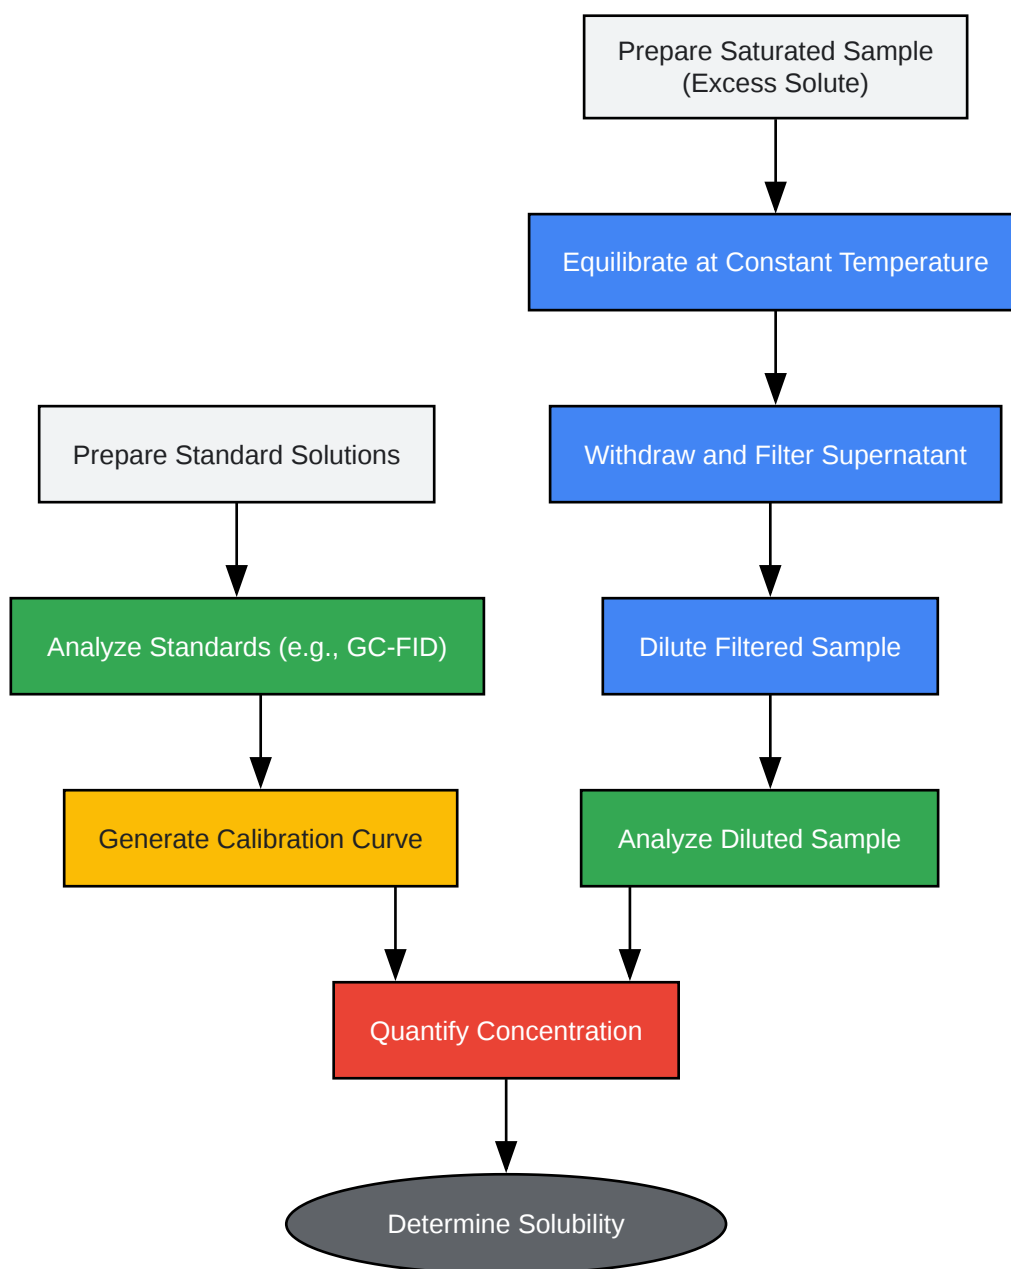 Prepare Saturated Sample
(Excess Solute)
Equilibrate at Constant Temperature
Prepare Standard Solutions
Withdraw and Filter Supernatant
Analyze Standards (e.g., GC-FID)
Dilute Filtered Sample
Generate Calibration Curve
Analyze Diluted Sample
Quantify Concentration
Determine Solubility